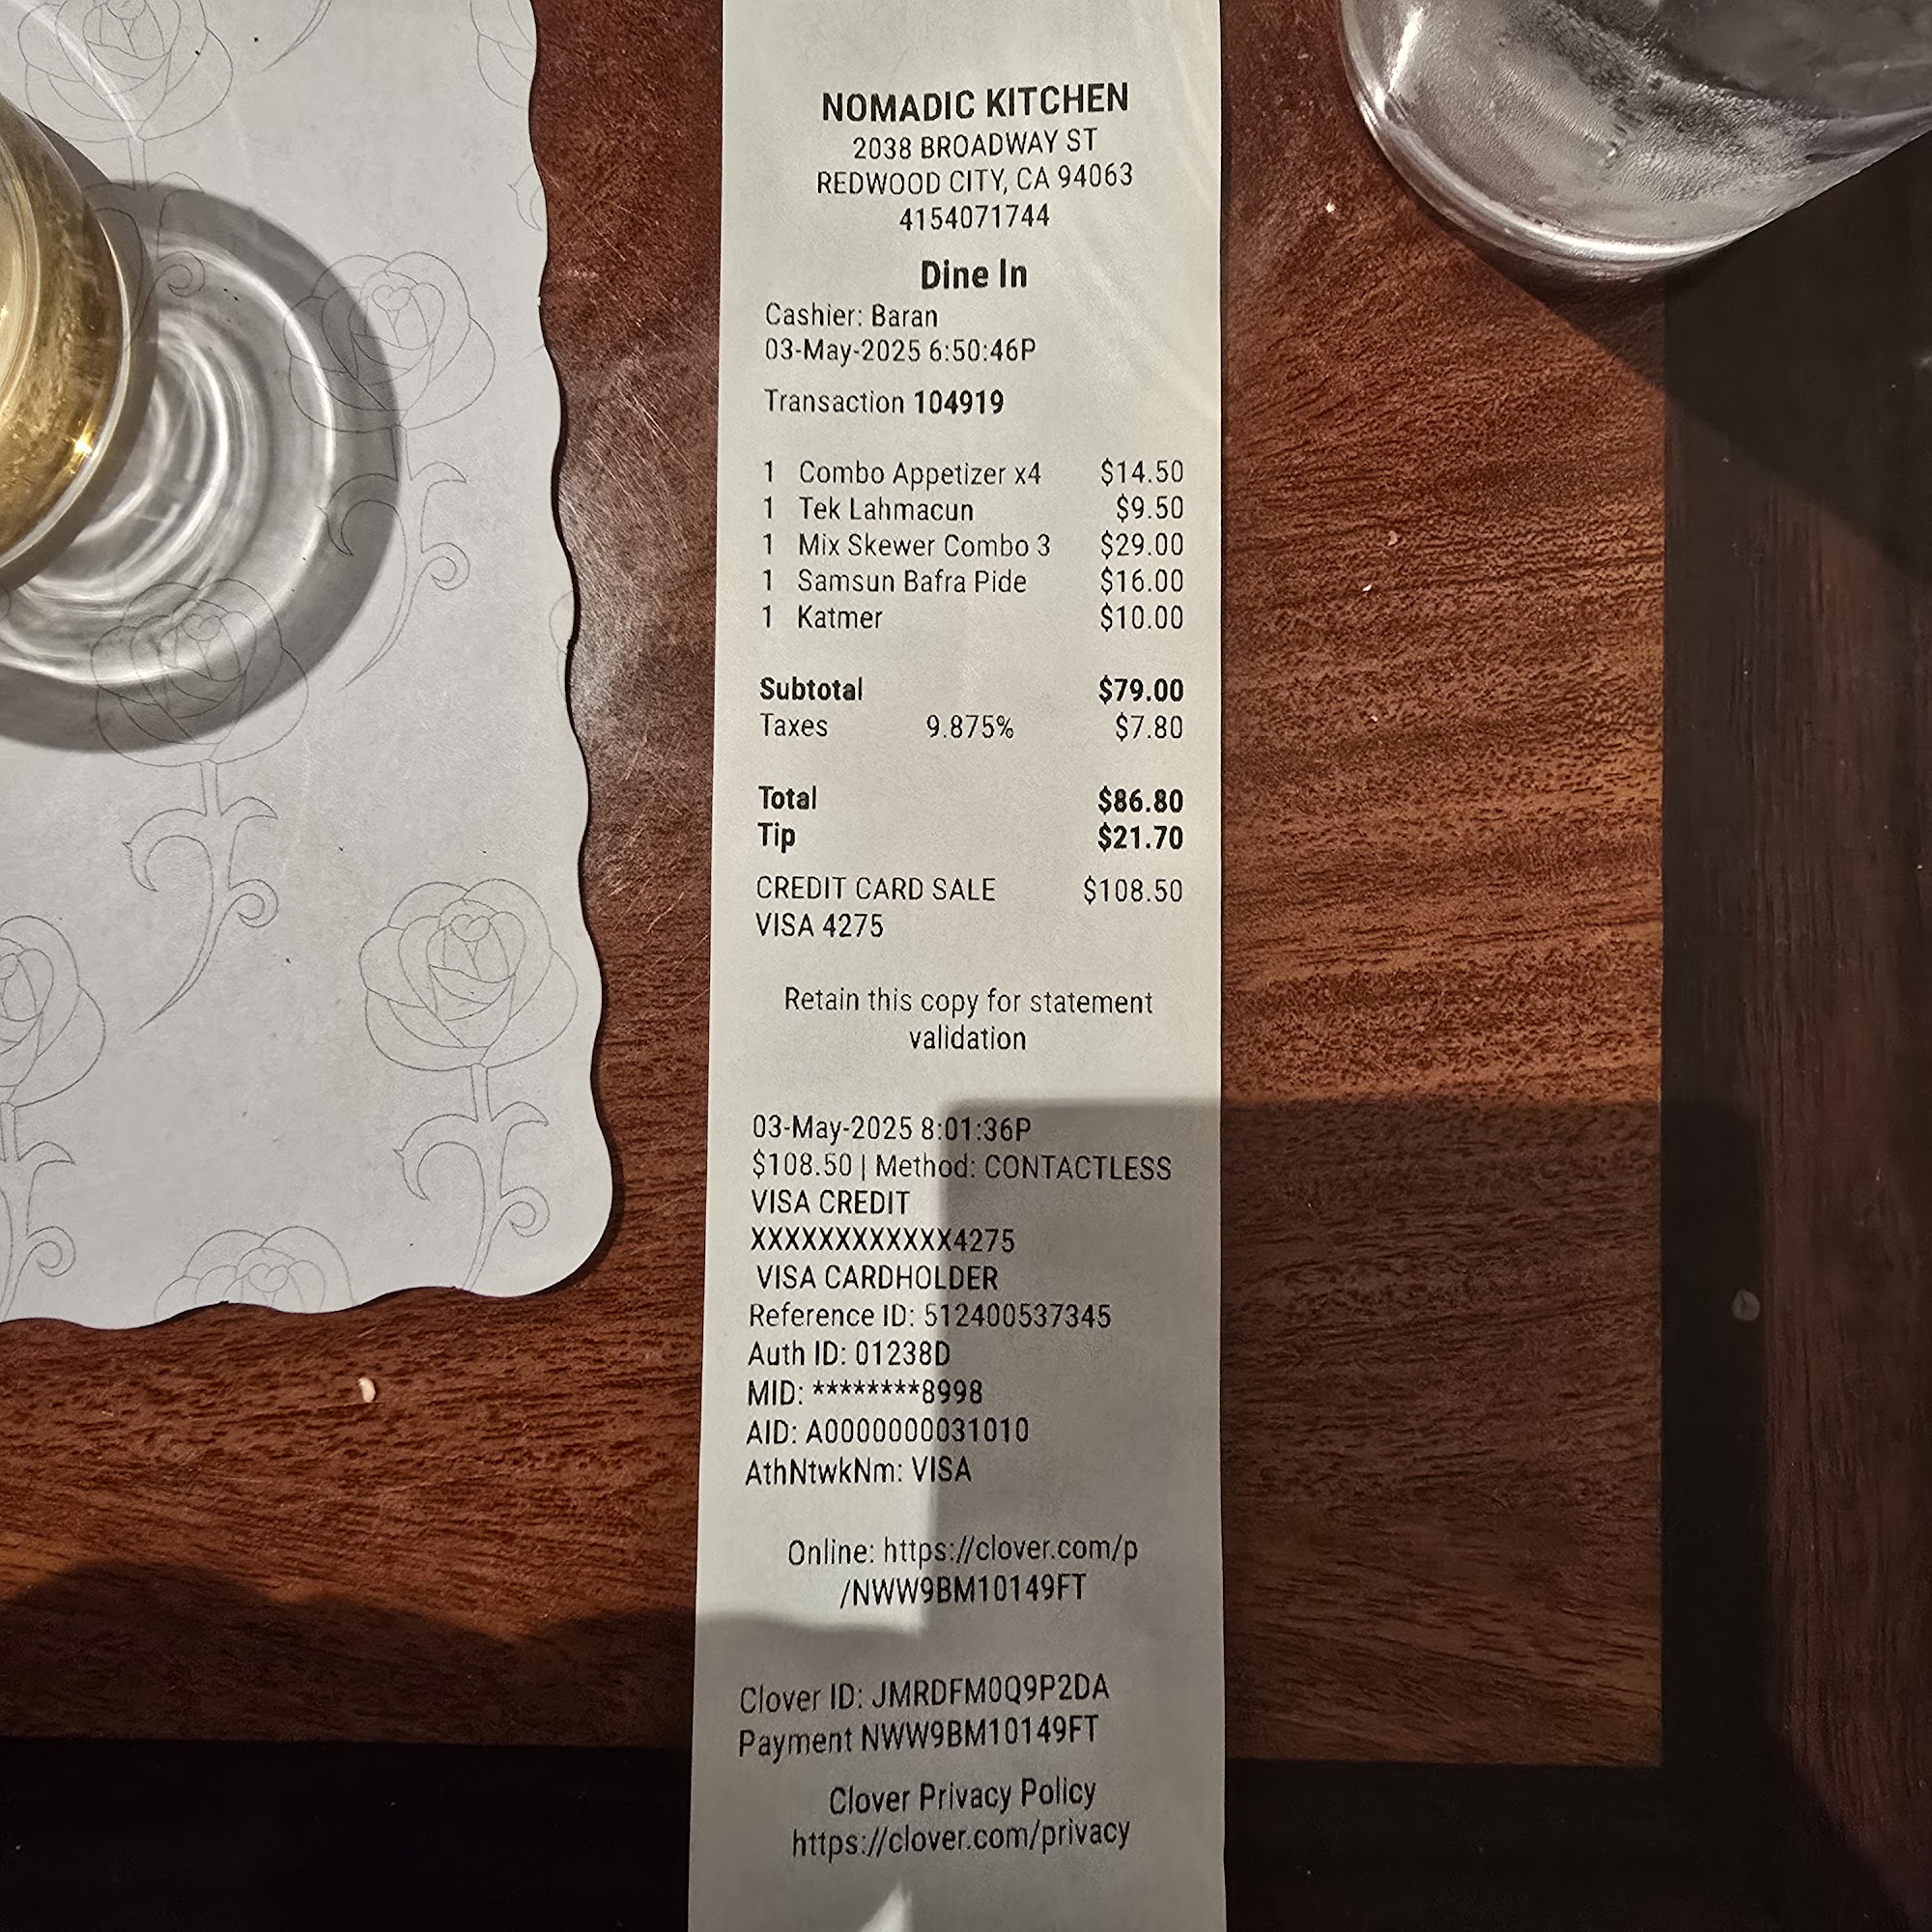 NOMADIC KITCHEN
2038 BROADWAY ST
REDWOOD CITY, CA 94063
4154071744
Dine In
Cashier: Baran
03-May-2025 6:50:46P
Transaction 104919
1 Combo Appetizer x4 $14.50
1 Tek Lahmacun $9.50
1 Mix Skewer Combo 3 $29.00
1 Samsun Bafra Pide $16.00
1 Katmer $10.00
Subtotal $79.00
Taxes 9.875% $7.80
Total $86.80
Tip $21.70
CREDIT CARD SALE $108.50
VISA 4275
Retain this copy for statement
validation
03-May-2025 8:01:36P
$108.50 | Method: CONTACTLESS
VISA CREDIT
XXXXXXXXXXXX4275
VISA CARDHOLDER
Reference ID: 512400537345
Auth ID: 01238D
MID: ********8998
AID: A0000000031010
AthNtwkNm: VISA
Online: https://clover.com/p
/NWW9BM10149FT
Clover ID: JMRDFM0Q9P2DA
Payment NWW9BM10149FT
Clover Privacy Policy
https://clover.com/privacy